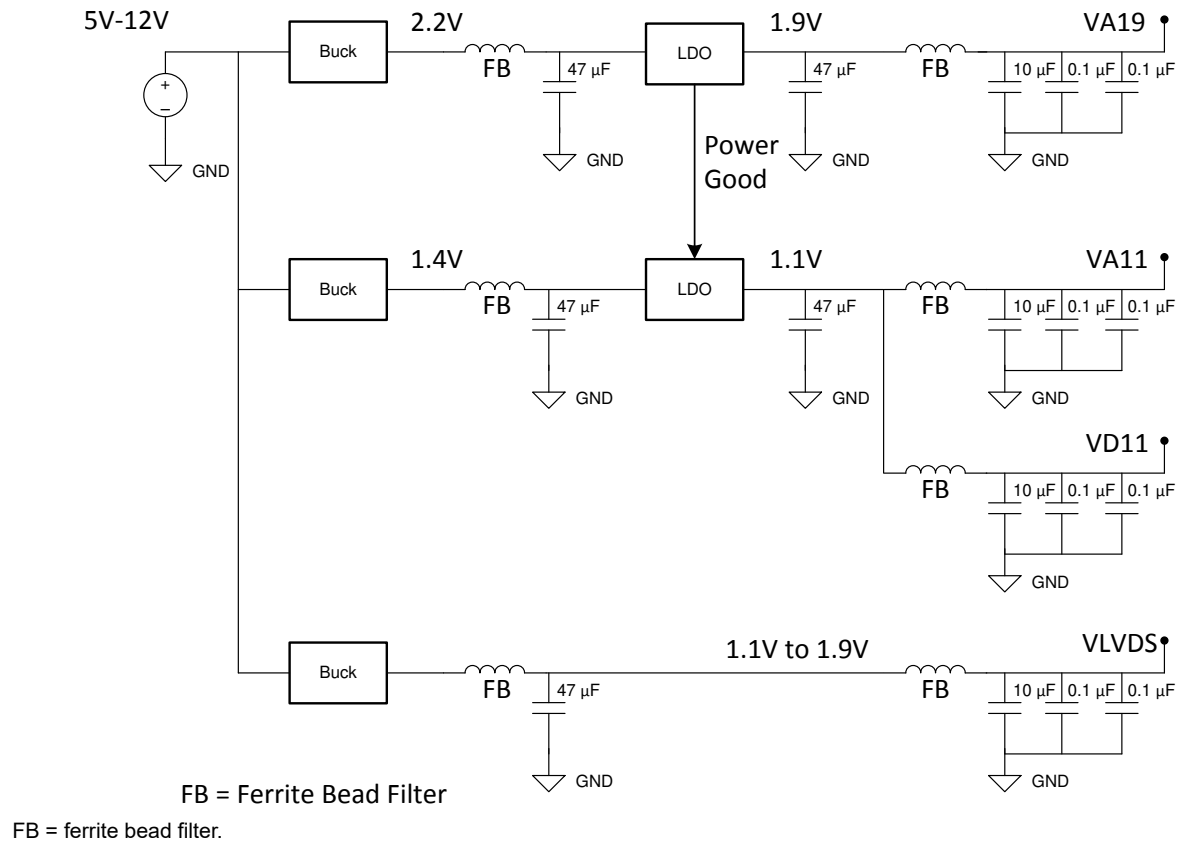 5V-12V
Buck
2.2V
FB
47 µF
GND
LDO
1.9V
47 µF
GND
FB
VA19
10 µF
0.1 µF
0.1 µF
GND
+
–
GND
Power
Good
Buck
1.4V
FB
47 µF
GND
LDO
1.1V
47 µF
GND
FB
VA11
10 µF
0.1 µF
0.1 µF
GND
FB
VD11
10 µF
0.1 µF
0.1 µF
GND
Buck
FB
47 µF
GND
1.1V to 1.9V
FB
VLVDS
10 µF
0.1 µF
0.1 µF
GND
FB = Ferrite Bead Filter
FB = ferrite bead filter.